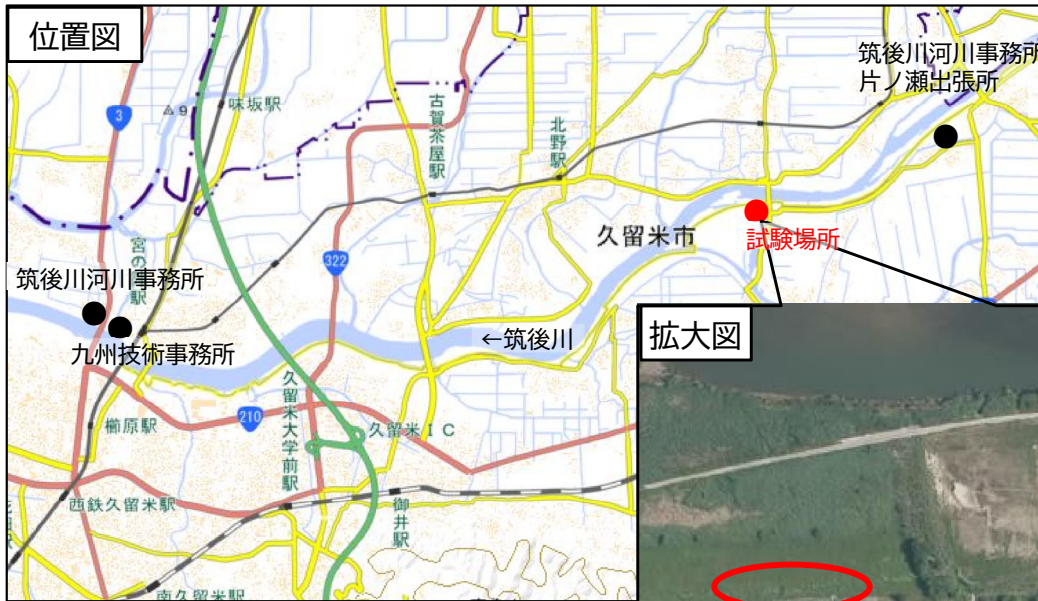 位置図
筑後川河川事務所
片ノ瀬出張所
3
9
味坂駅
古賀茶屋駅
北野駅
久留米市
試験場所
322
宮の
駅
筑後川河川事務所
九州技術事務所
←筑後川
拡大図
210
久留米大学前駅
久留米IC
櫛原駅
西鉄久留米駅
御井駅
南久留米駅